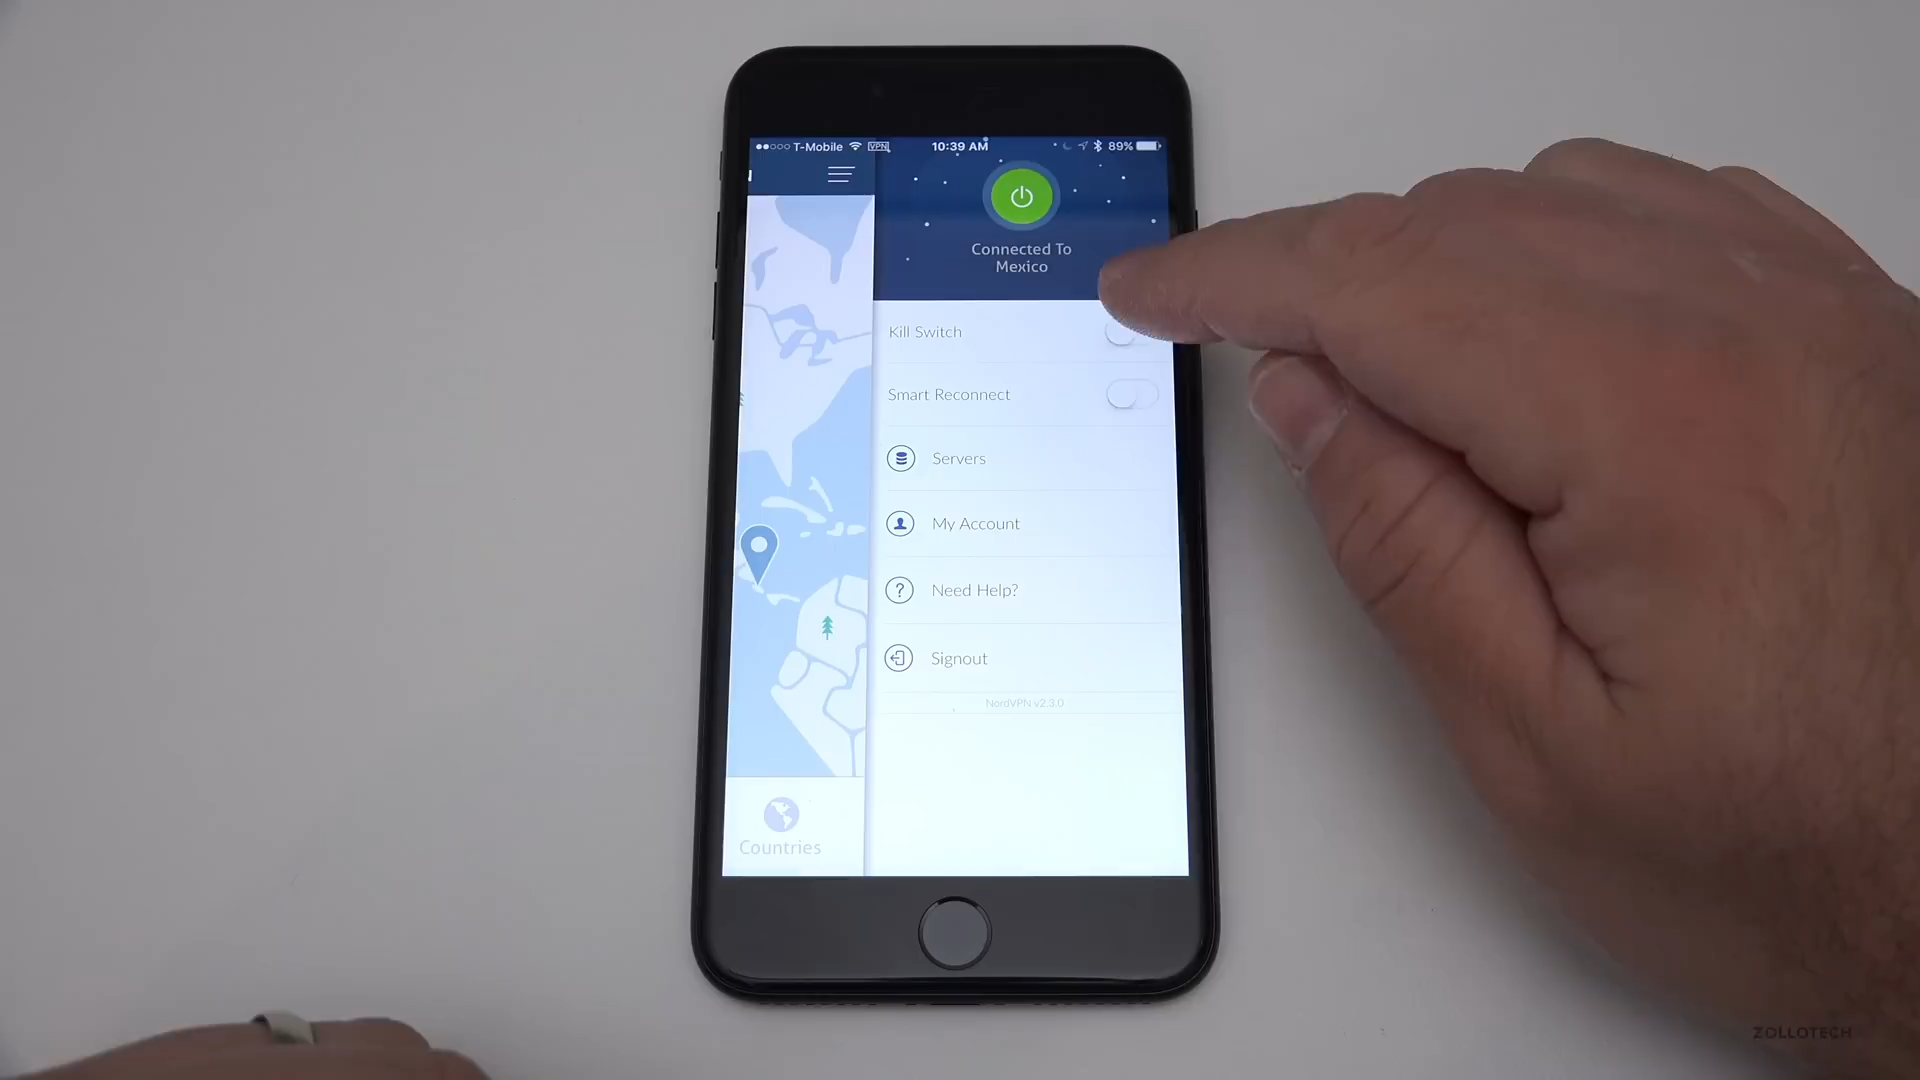 T-Mobile VPN 10:39 AM 89%
Connected To
Mexico
Kill Switch
Smart Reconnect
Servers
My Account
Need Help?
Signout
NordVPN v2.3.0
Countries
ZOLLOTECH